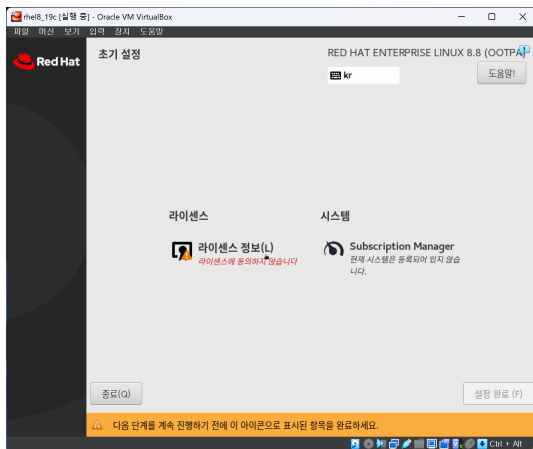 rhel8_19c [실행 중] - Oracle VM VirtualBox
파일 머신 보기 입력 장치 도움말
Red Hat
초기 설정
RED HAT ENTERPRISE LINUX 8.8 (OOTPA)
kr
도움말!
라이센스
시스템
라이센스 정보(L)
라이센스에 동의하지 않습니다
Subscription Manager
현재 시스템은 등록되어 있지 않습
니다.
종료(Q)
설정 완료 (F)
다음 단계를 계속 진행하기 전에 이 아이콘으로 표시된 항목을 완료하세요.
Ctrl + Alt